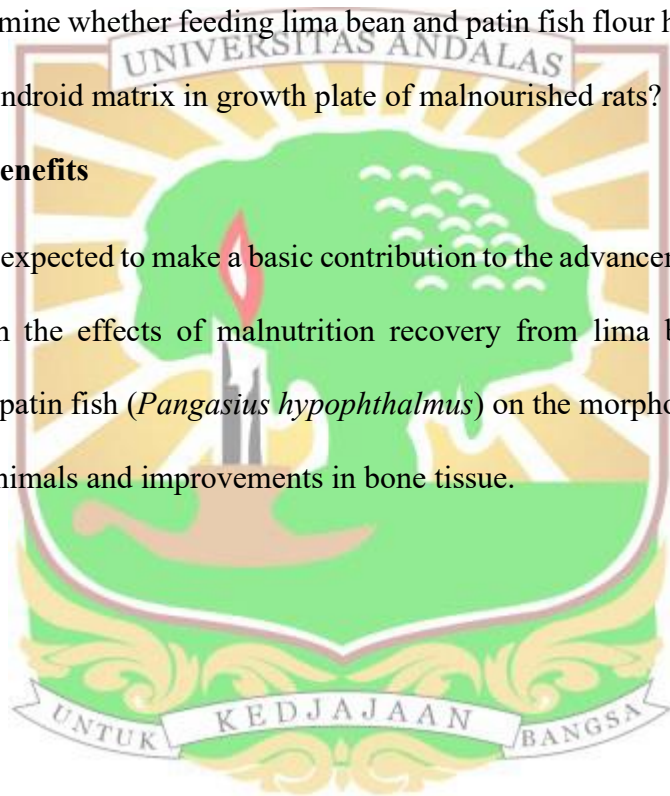 mine whether feeding lima bean and patin fish flour h
UNIVERSITAS ANDALAS
ndroid matrix in growth plate of malnourished rats?
enefits
expected to make a basic contribution to the advancer
n the effects of malnutrition recovery from lima b
patin fish (Pangasius hypophthalmus) on the morpho
nimals and improvements in bone tissue.
UNTUK KEDJAJAAN BANGSA